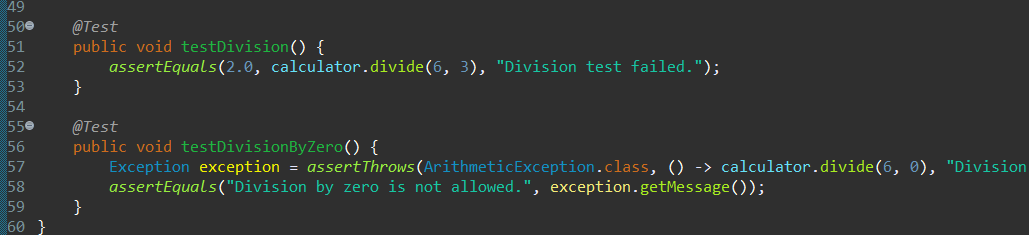 49
50 @Test
51 public void testDivision() {
52 assertEquals(2.0, calculator.divide(6, 3), "Division test failed.");
53 }
54
55 @Test
56 public void testDivisionByZero() {
57 Exception exception = assertThrows(ArithmeticException.class, () -> calculator.divide(6, 0), "Division
58 assertEquals("Division by zero is not allowed.", exception.getMessage());
59 }
60 }